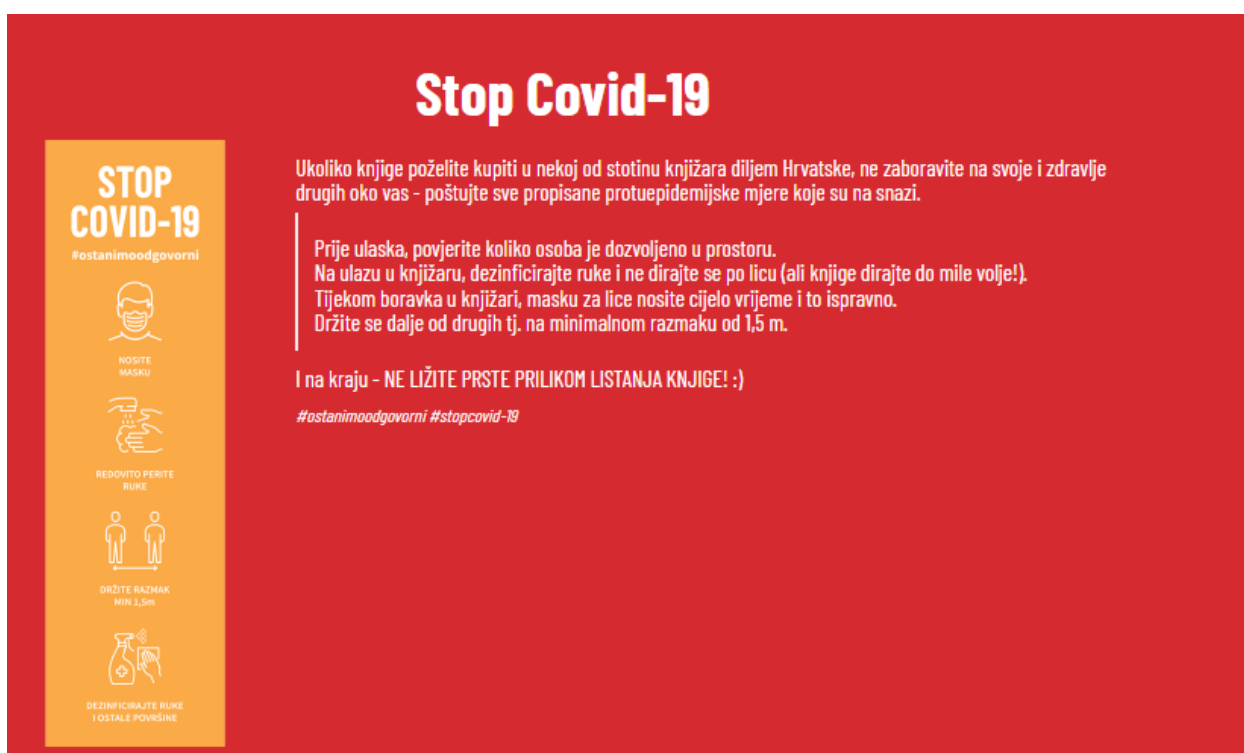 Stop Covid-19
STOP
COVID-19
#ostanimoodgovorni
NOSITE
MASKU
REDOVITO PERITE
RUKE
DRŽITE RAZMAK
MIN 1,5m
DEZINFICIRAJTE RUKE
I OSTALE POVRŠINE
Ukoliko knjige poželite kupiti u nekoj od stotinu knjižara diljem Hrvatske, ne zaboravite na svoje i zdravlje
drugih oko vas - poštujte sve propisane protuepidemijske mjere koje su na snazi.
Prije ulaska, povjerite koliko osoba je dozvoljeno u prostoru.
Na ulazu u knjižaru, dezinficirajte ruke i ne dirajte se po licu (ali knjige dirajte do mile volje!).
Tijekom boravka u knjižari, masku za lice nosite cijelo vrijeme i to ispravno.
Držite se dalje od drugih tj. na minimalnom razmaku od 1,5 m.
I na kraju - NE LIŽITE PRSTE PRILIKOM LISTANJA KNJIGE! :)
#ostanimoodgovorni #stopcovid-19